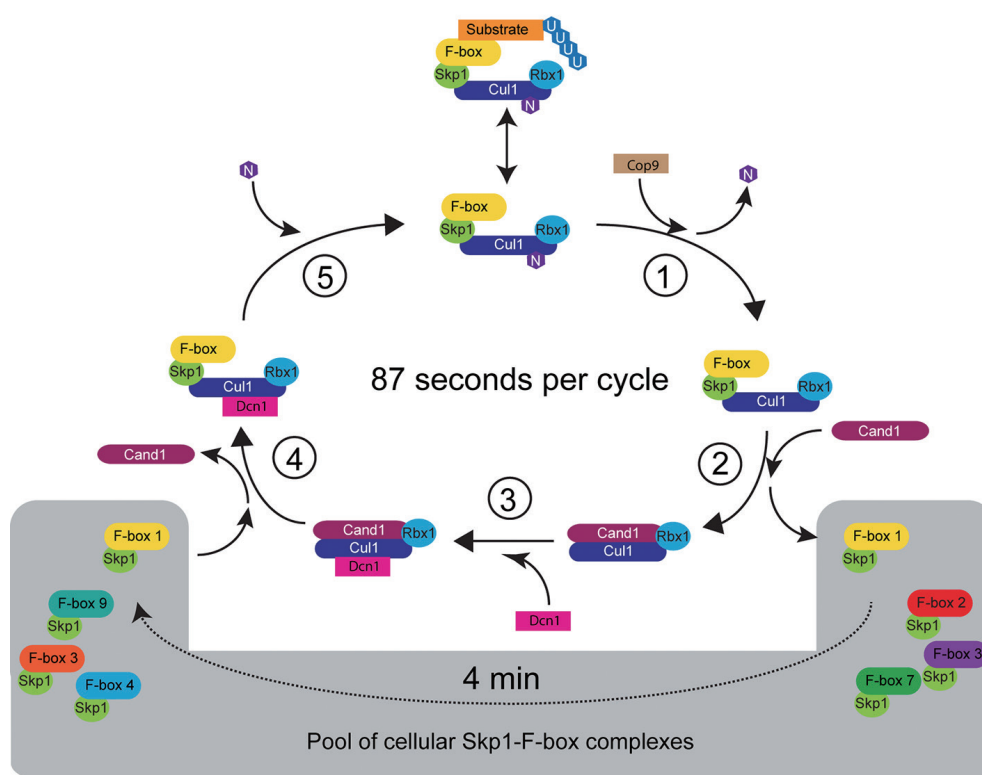 Substrate
U
U
U
U
F-box
Skp1
Rbx1
Cul1
N
N
Cop9
N
F-box
Skp1
Rbx1
Cul1
N
5
1
F-box
Skp1
Rbx1
Cul1
Dcn1
87 seconds per cycle
F-box
Skp1
Rbx1
Cul1
Cand1
4
2
Cand1
3
Cand1
Rbx1
Cul1
Dcn1
Cand1
Rbx1
Cul1
Dcn1
F-box 1
Skp1
F-box 9
Skp1
F-box 3
Skp1
F-box 4
Skp1
F-box 1
Skp1
F-box 2
Skp1
F-box 3
Skp1
F-box 7
Skp1
4 min
Pool of cellular Skp1-F-box complexes